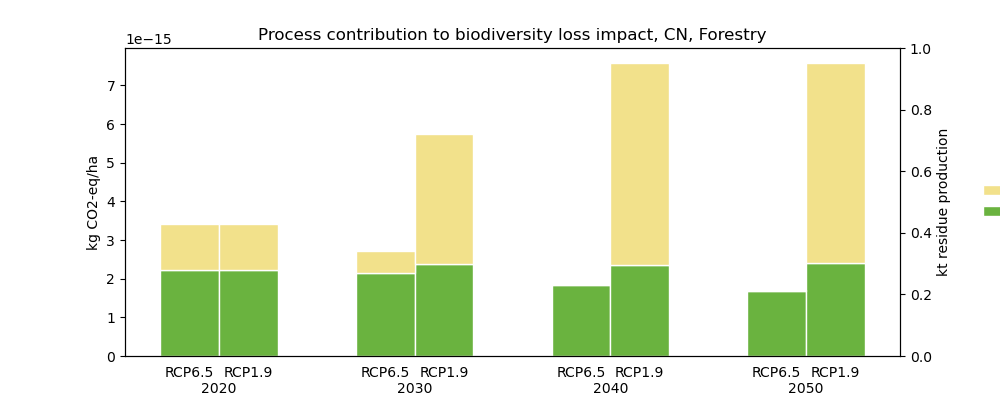 Process contribution to biodiversity loss impact, CN, Forestry
1e−15
kg CO2-eq/ha
7
6
5
4
3
2
1
0
1.0
0.8
0.6
0.4
0.2
0.0
kt residue production
RCP6.5 RCP1.9 RCP6.5 RCP1.9 RCP6.5 RCP1.9 RCP6.5 RCP1.9
2020 2030 2040 2050